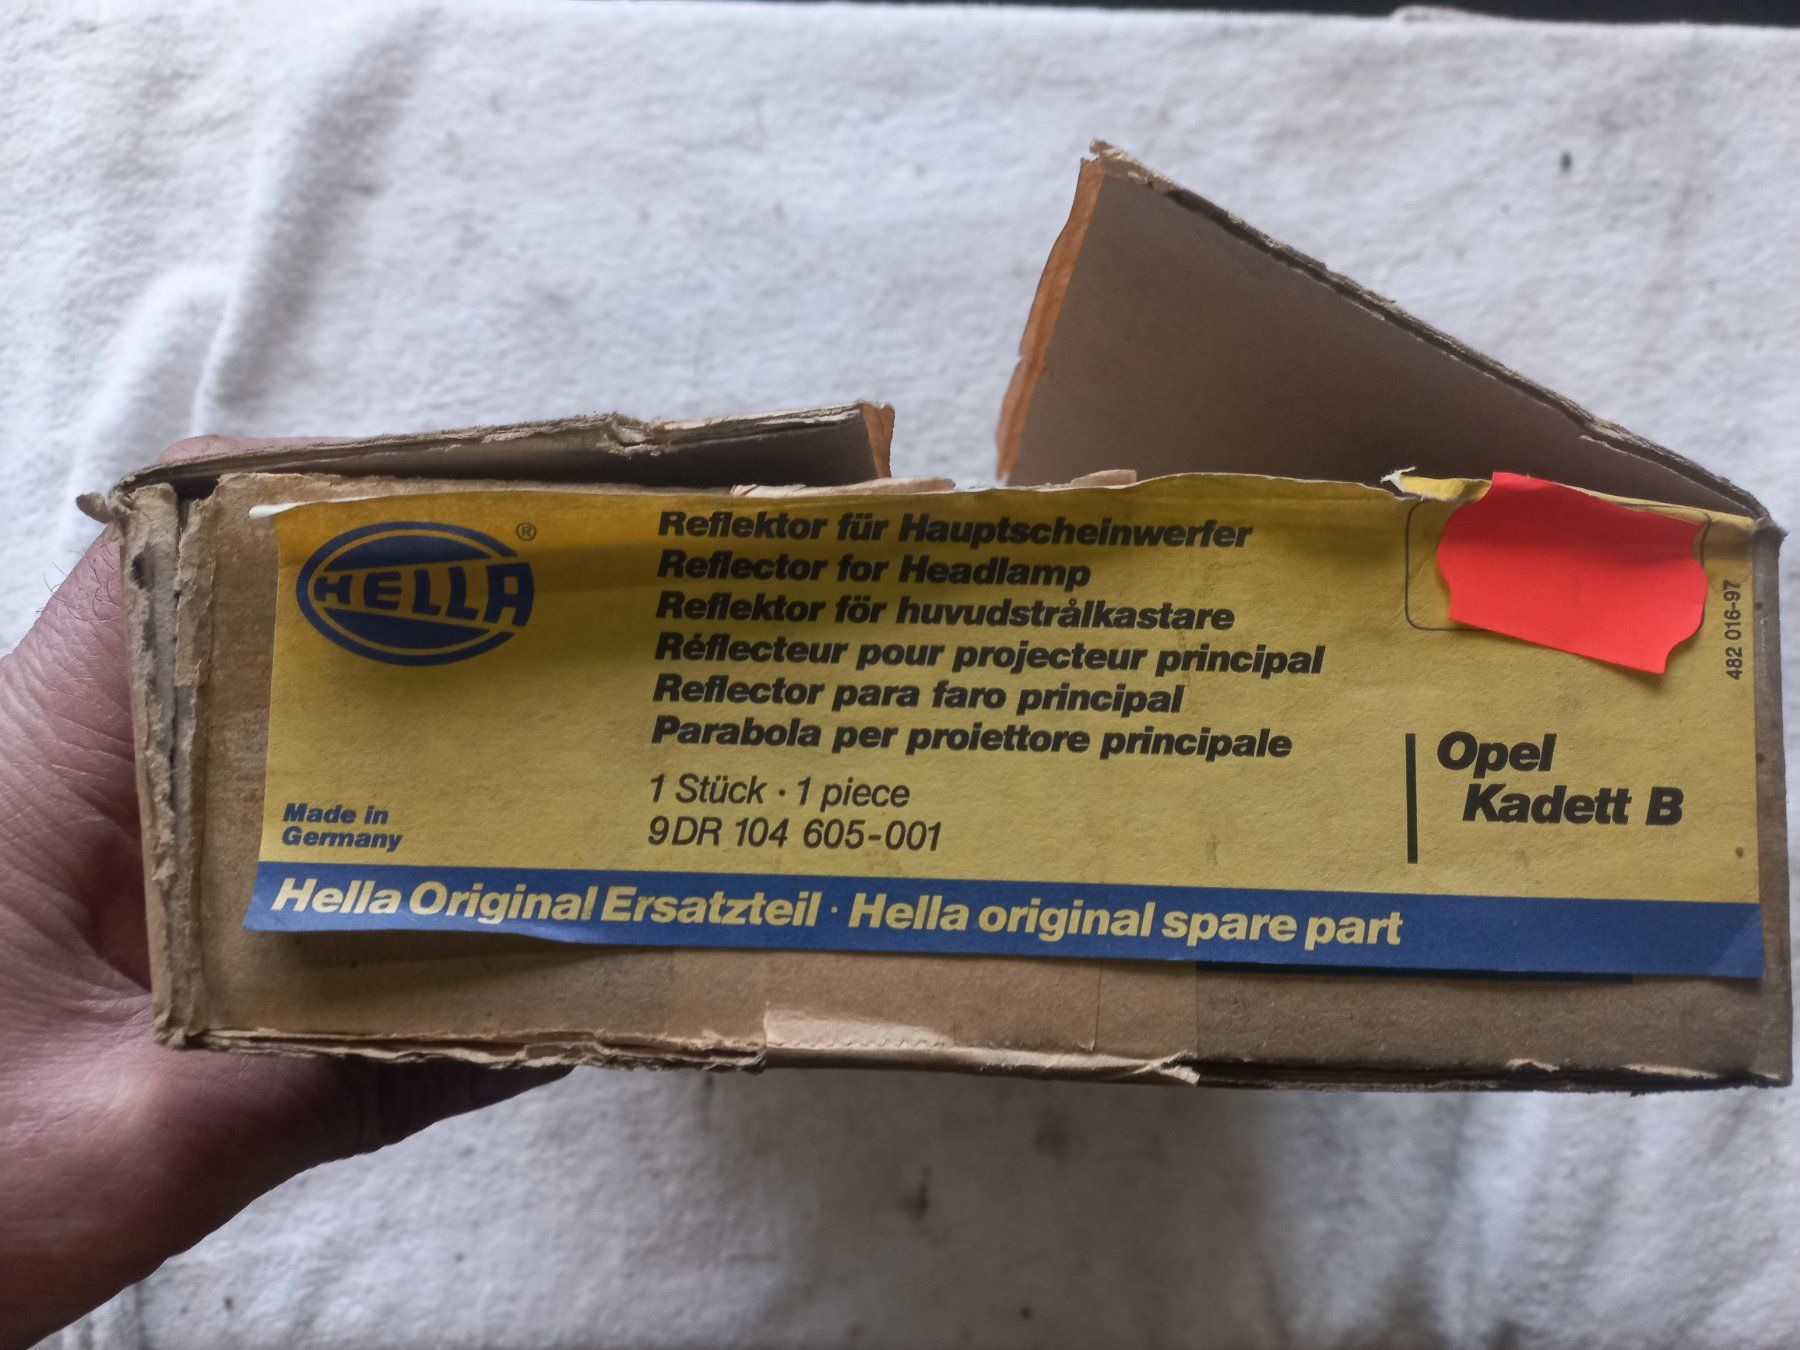 HELLA ®
Reflektor für Hauptscheinwerfer
Reflector for Headlamp
Reflektor för huvudstrålkastare
Réflecteur pour projecteur principal
Reflector para faro principal
Parabola per proiettore principale
1 Stück · 1 piece
9DR 104 605-001
Made in
Germany
Opel
Kadett B
482 016-97
Hella Original Ersatzteil · Hella original spare part